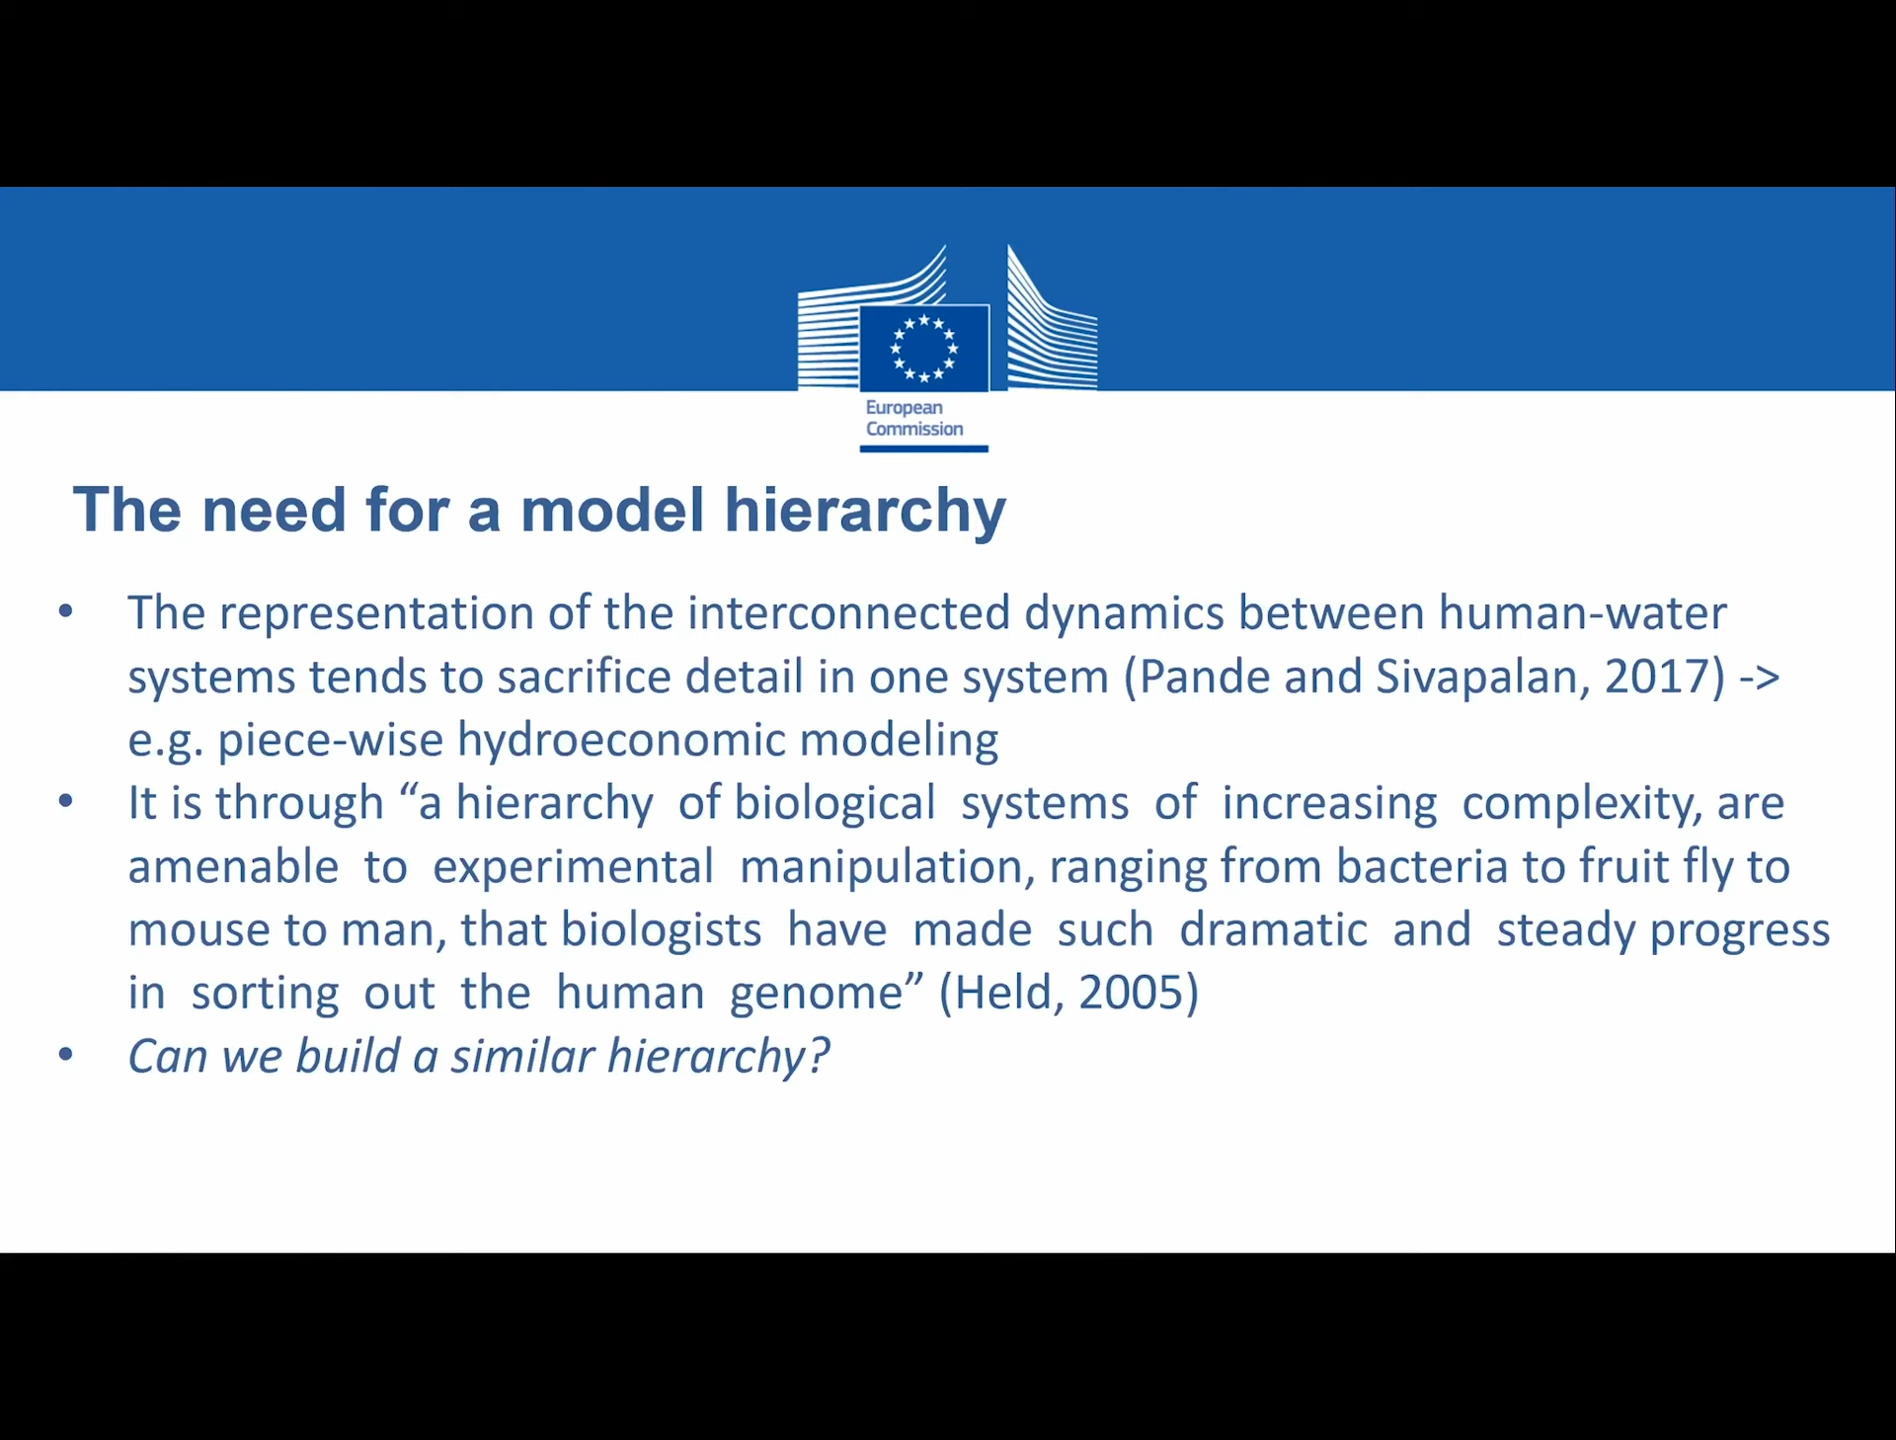 European
Commission
The need for a model hierarchy
• The representation of the interconnected dynamics between human-water
systems tends to sacrifice detail in one system (Pande and Sivapalan, 2017) ->
e.g. piece-wise hydroeconomic modeling
• It is through “a hierarchy of biological systems of increasing complexity, are
amenable to experimental manipulation, ranging from bacteria to fruit fly to
mouse to man, that biologists have made such dramatic and steady progress
in sorting out the human genome” (Held, 2005)
• Can we build a similar hierarchy?